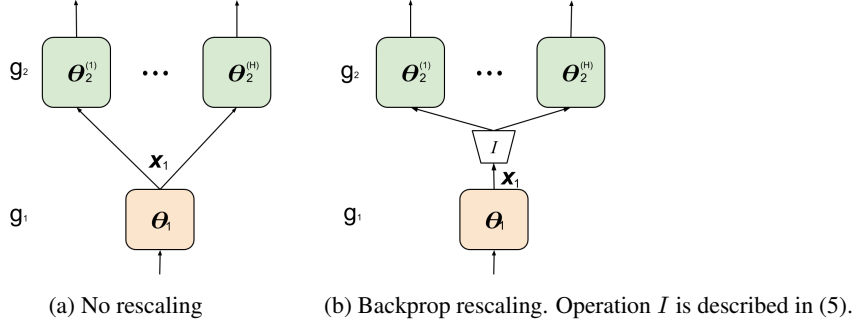 g₂ θ₂⁽¹⁾ ... θ₂⁽ᴴ⁾ g₂ θ₂⁽¹⁾ ... θ₂⁽ᴴ⁾
I
x₁ x₁
g₁ θ₁ g₁ θ₁
(a) No rescaling (b) Backprop rescaling. Operation I is described in (5).